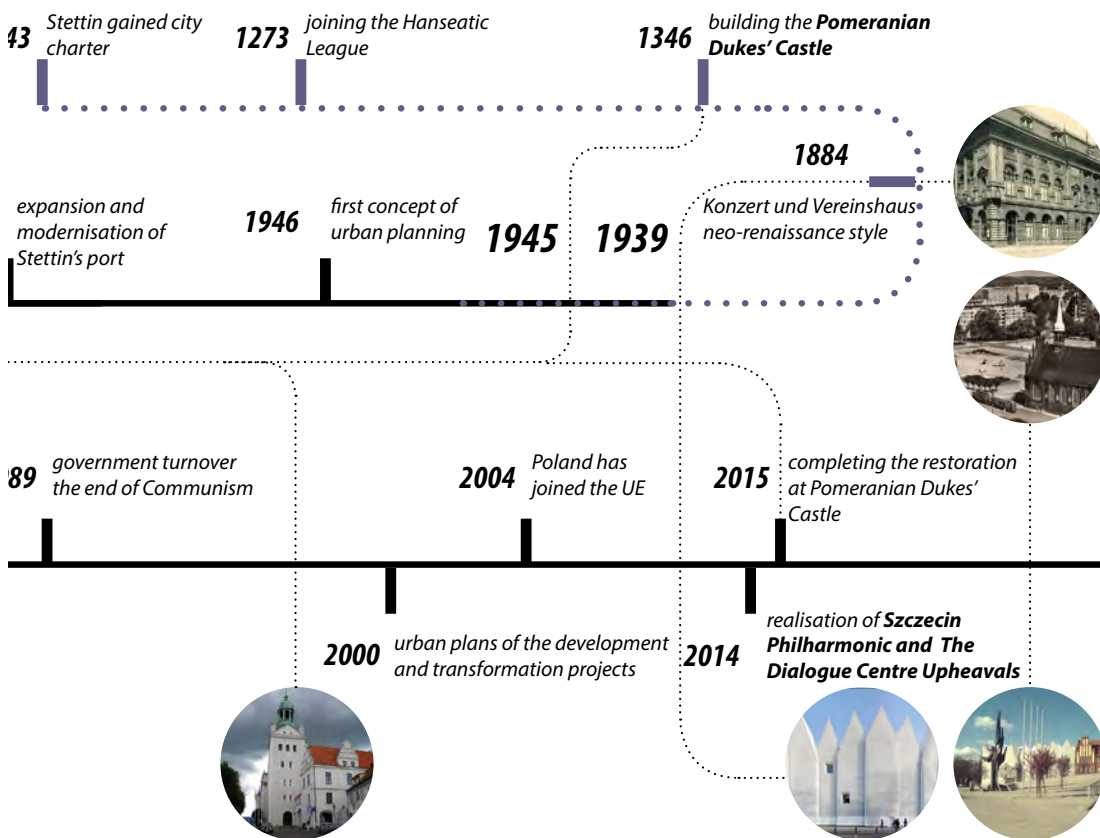 43 Stettin gained city
charter
1273 joining the Hanseatic
League
1346 building the Pomeranian
Dukes' Castle
1884
Konzert und Vereinshaus
neo-renaissance style
expansion and
modernisation of
Stettin's port
1946 first concept of
urban planning
1945
1939
89 government turnover
the end of Communism
2004 Poland has
joined the UE
2015 completing the restoration
at Pomeranian Dukes'
Castle
2000 urban plans of the development
and transformation projects
2014 realisation of Szczecin
Philharmonic and The
Dialogue Centre Upheavals